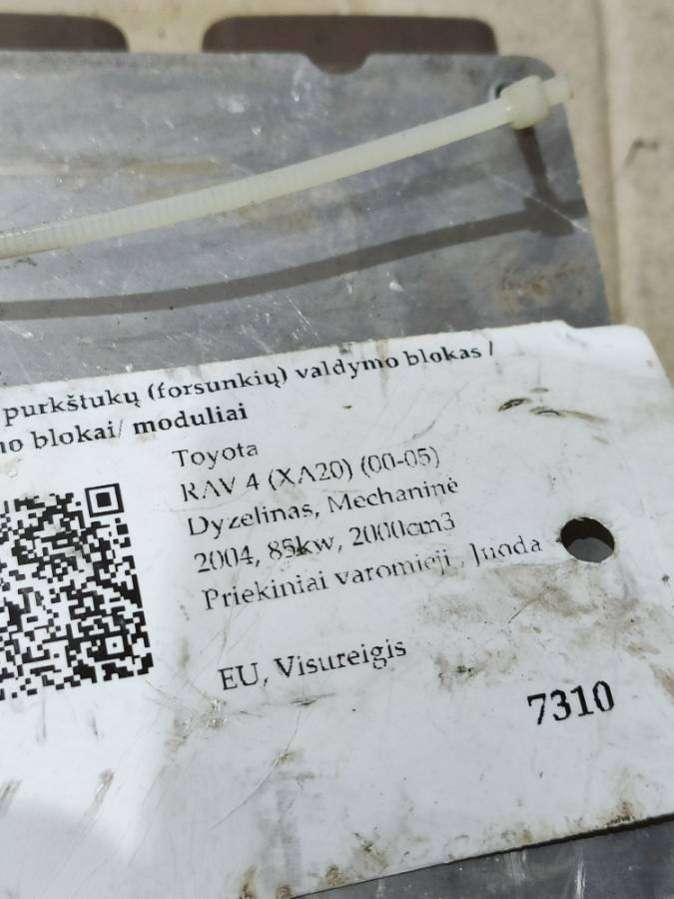 purkštukų (forsunkių) valdymo blokas /
blokai/ moduliai
Toyota
RAV 4 (XA20) (00-05)
Dyzelinas, Mechaninė
2004, 85kw, 2000cm3
Priekiniai varomieji , Juoda
EU, Visureigis
7310